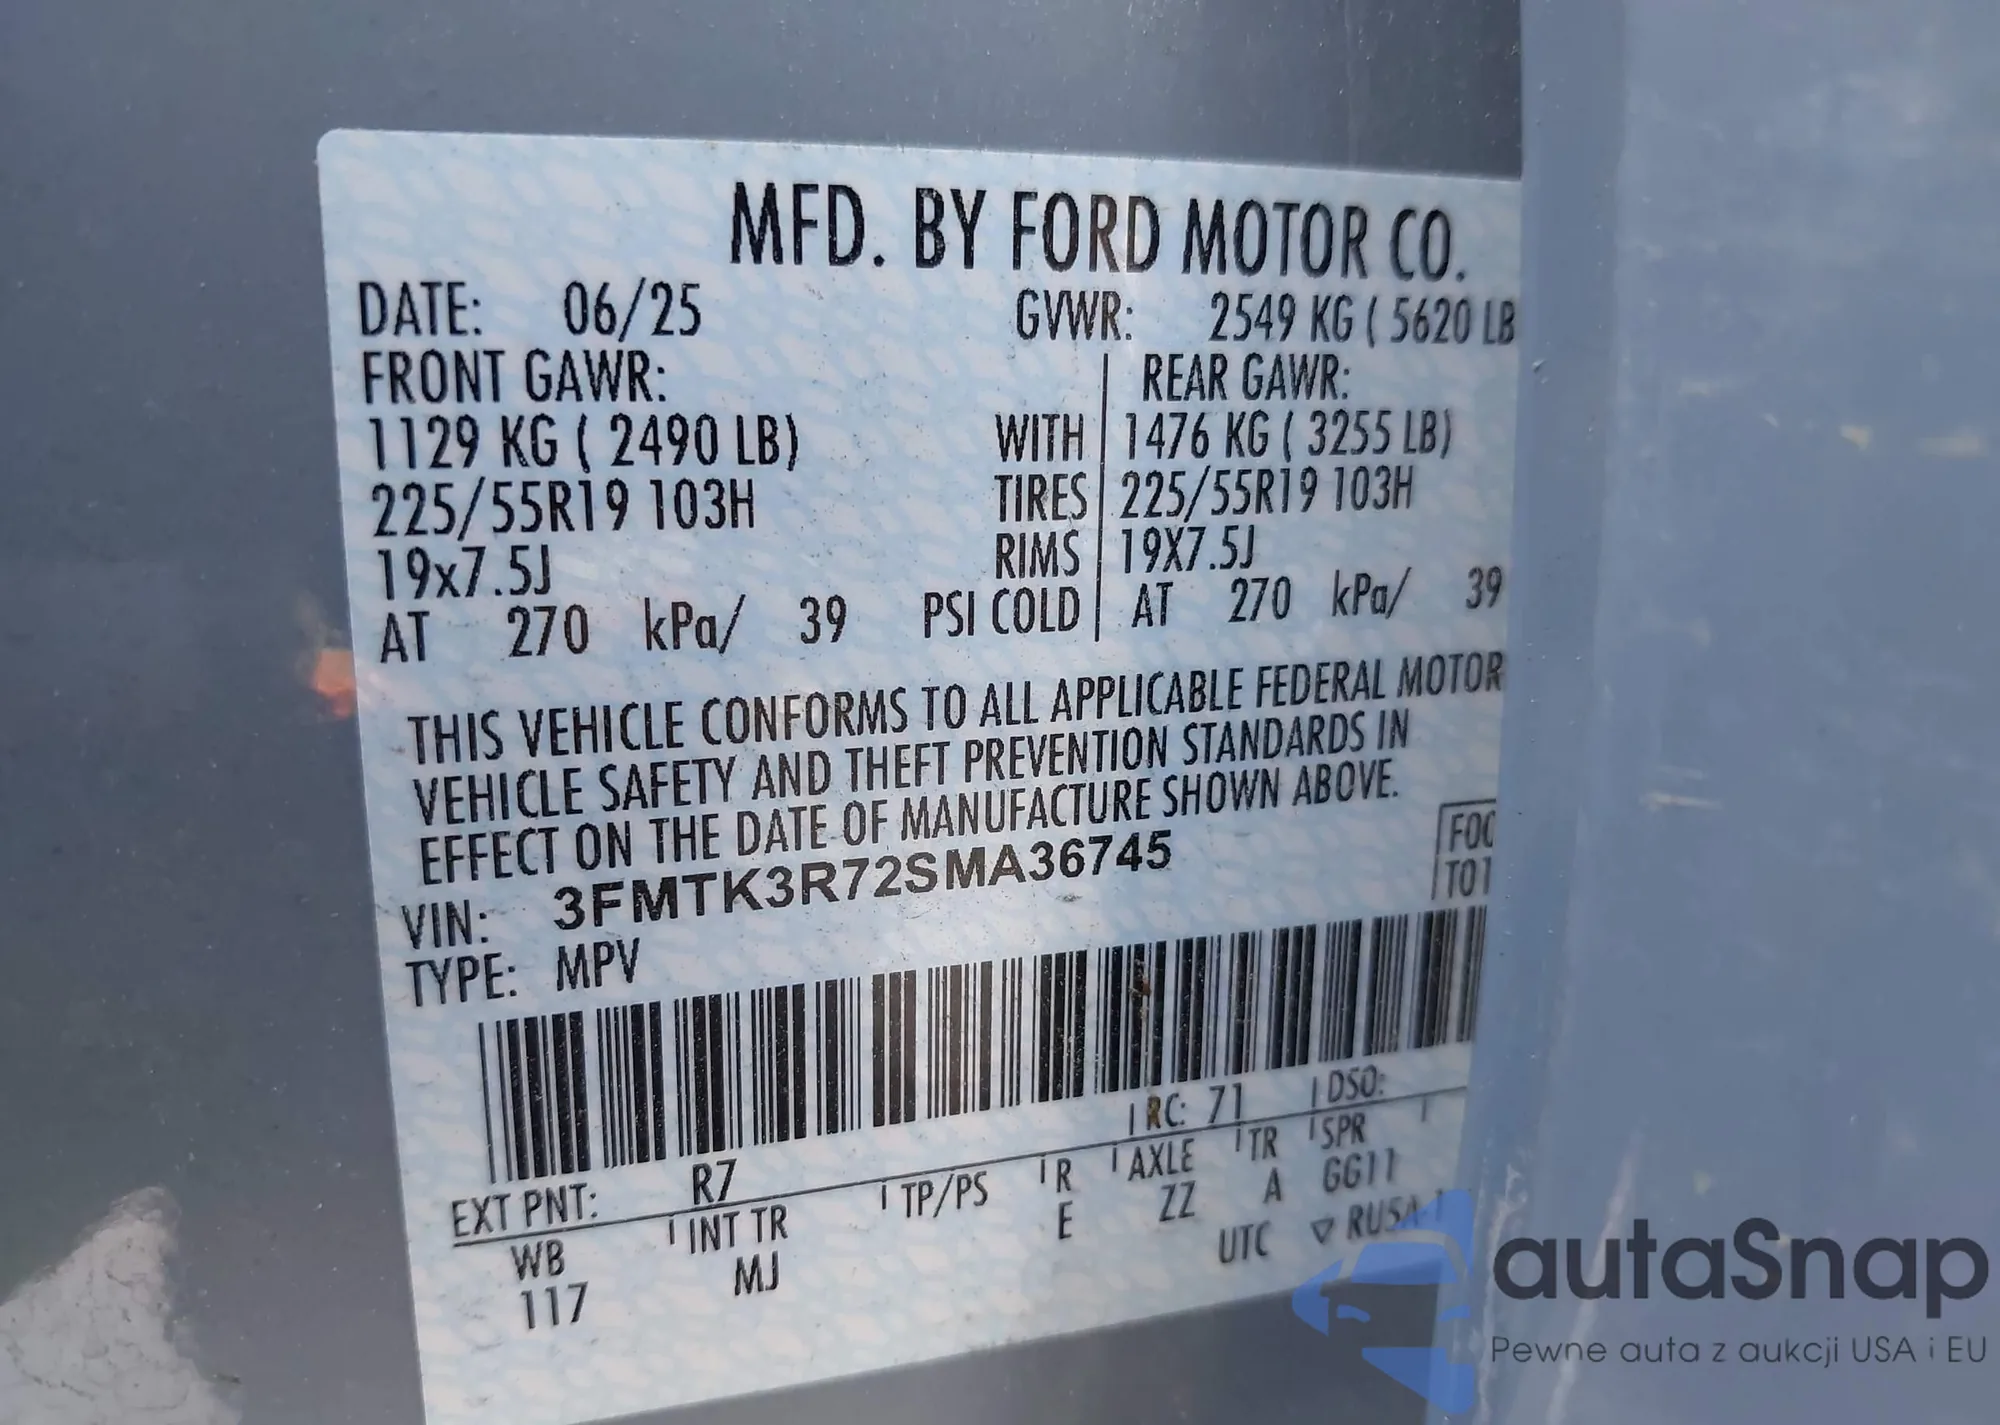 MFD. BY FORD MOTOR CO.
DATE: 06/25 GVWR: 2549 KG ( 5620 LB
FRONT GAWR: REAR GAWR:
1129 KG ( 2490 LB) WITH 1476 KG ( 3255 LB)
225/55R19 103H TIRES 225/55R19 103H
19x7.5J RIMS 19X7.5J
AT 270 kPa/ 39 PSI COLD AT 270 kPa/ 39
THIS VEHICLE CONFORMS TO ALL APPLICABLE FEDERAL MOTOR
VEHICLE SAFETY AND THEFT PREVENTION STANDARDS IN
EFFECT ON THE DATE OF MANUFACTURE SHOWN ABOVE.
VIN: 3FMTK3R72SMA36745
TYPE: MPV
EXT PNT: R7 RC: 71 DSO:
WB INT TR TP/PS R AXLE TR SPR
117 MJ E ZZ A GG11
UTC ▽ RUSA
autaSnap
Pewne auta z aukcji USA i EU